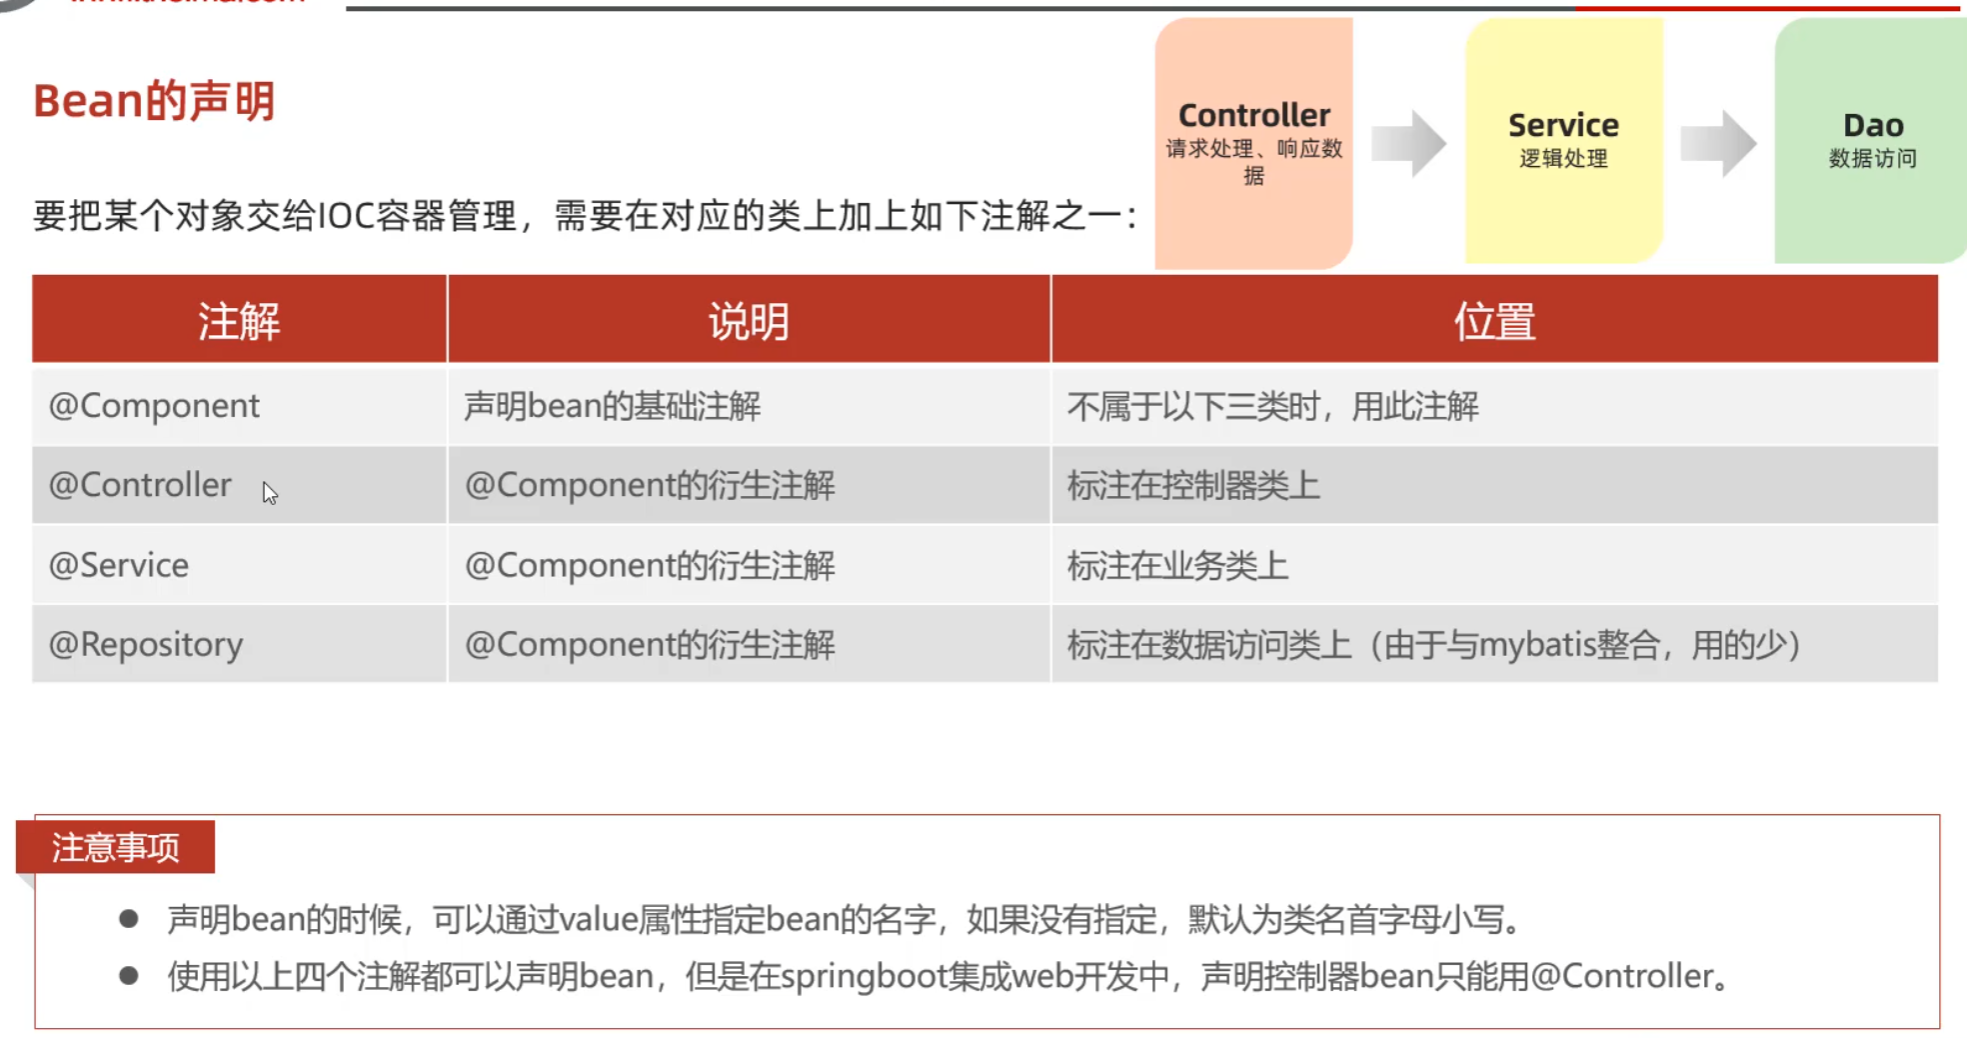 Bean的声明
Controller
请求处理、响应数
据
Service
逻辑处理
Dao
数据访问
要把某个对象交给IOC容器管理，需要在对应的类上加上如下注解之一：
注解 说明 位置
@Component 声明bean的基础注解 不属于以下三类时，用此注解
@Controller @Component的衍生注解 标注在控制器类上
@Service @Component的衍生注解 标注在业务类上
@Repository @Component的衍生注解 标注在数据访问类上（由于与mybatis整合，用的少）
注意事项
● 声明bean的时候，可以通过value属性指定bean的名字，如果没有指定，默认为类名首字母小写。
● 使用以上四个注解都可以声明bean，但是在springboot集成web开发中，声明控制器bean只能用@Controller。